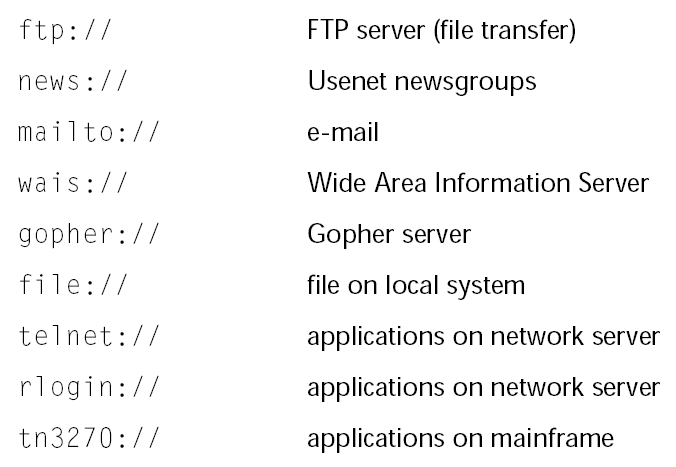 ftp:// FTP server (file transfer)
news:// Usenet newsgroups
mailto:// e-mail
wais:// Wide Area Information Server
gopher:// Gopher server
file:// file on local system
telnet:// applications on network server
rlogin:// applications on network server
tn3270:// applications on mainframe